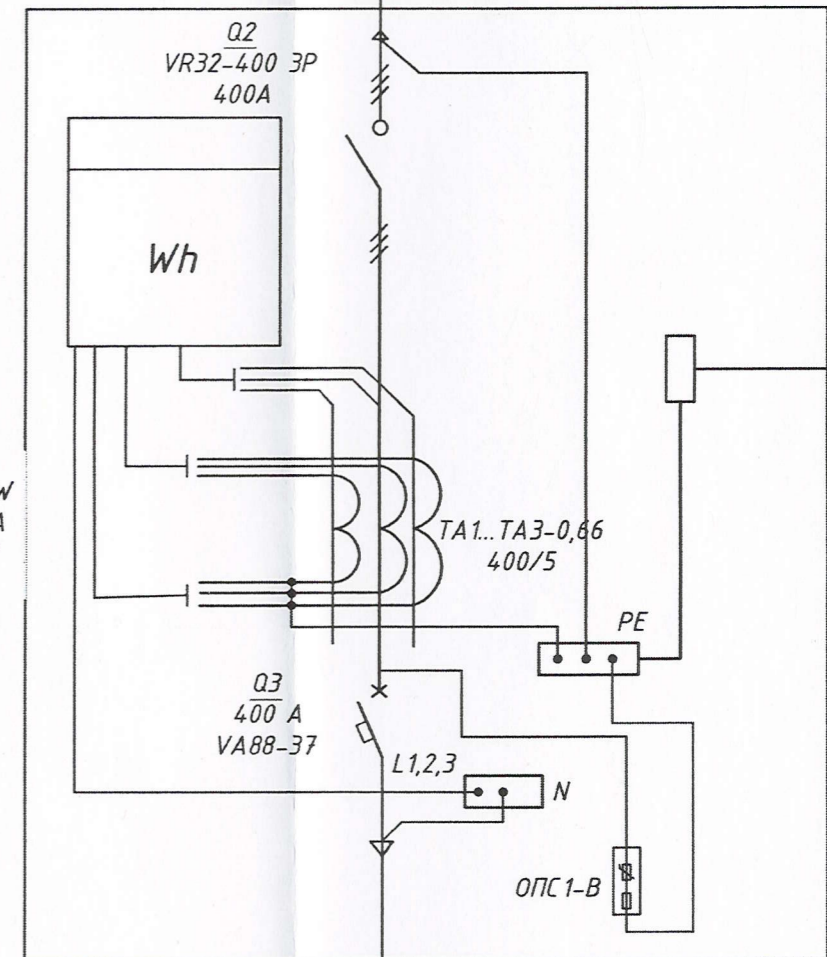 Q2
VR32-400 3P
400A
Wh
W
A
TA1...TA3-0,66
400/5
PE
Q3
400 A
VA88-37
L1,2,3
N
ОПС1-В